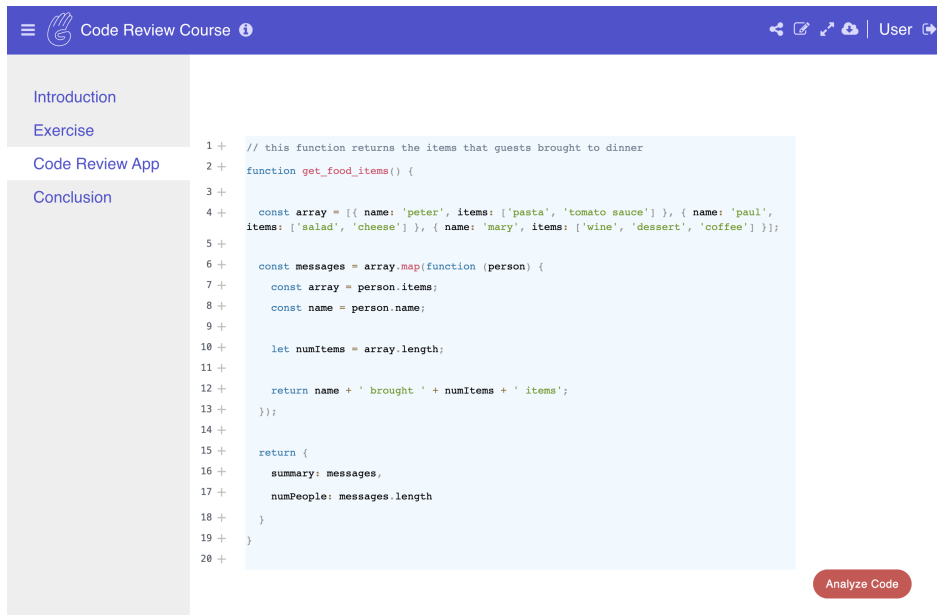 Code Review Course
User
Introduction
Exercise
Code Review App
Conclusion
1 + // this function returns the items that guests brought to dinner
2 + function get_food_items() {
3 +
4 + const array = [{ name: 'peter', items: ['pasta', 'tomato sauce'] }, { name: 'paul',
items: ['salad', 'cheese'] }, { name: 'mary', items: ['wine', 'dessert', 'coffee'] }];
5 +
6 + const messages = array.map(function (person) {
7 + const array = person.items;
8 + const name = person.name;
9 +
10 + let numItems = array.length;
11 +
12 + return name + ' brought ' + numItems + ' items';
13 + });
14 +
15 + return {
16 + summary: messages,
17 + numPeople: messages.length
18 + }
19 + }
20 +
Analyze Code